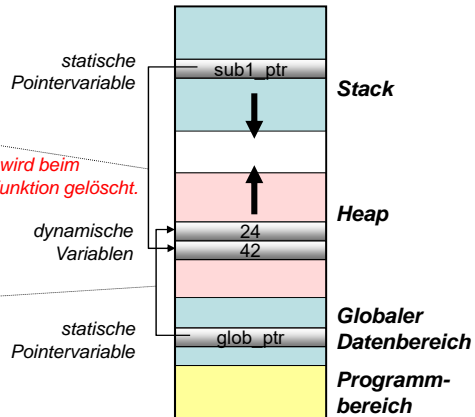 statische
Pointervariable
sub1_ptr
Stack
wird beim
unktion gelöscht.
dynamische
Variablen
24
42
Heap
statische
Pointervariable
glob_ptr
Globaler
Datenbereich
Programm-
bereich